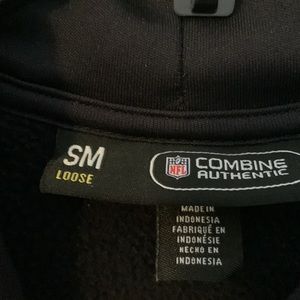 SM
LOOSE
NFL
COMBINE
AUTHENTIC
MADE IN
INDONESIA
FABRIQUÉ EN
INDONÉSIE
HECHO EN
INDONESIA